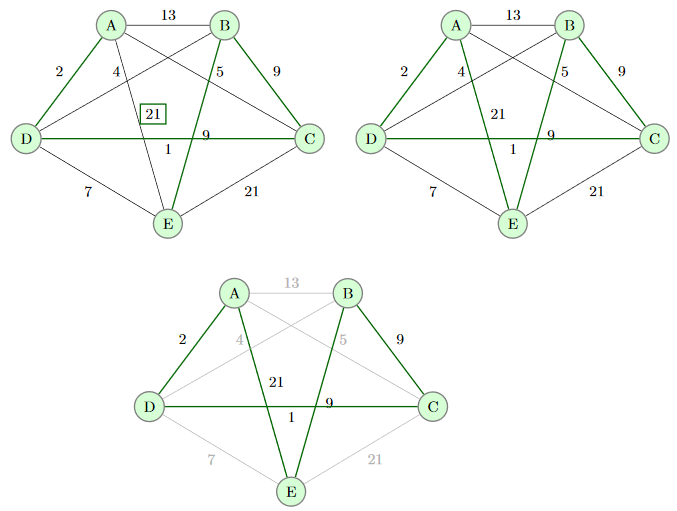 13 13
A B A B
2 4 5 9 2 4 5 9
21 21
D 9 C D 9 C
1 1
7 21 7 21
E E
13
A B
2 4 5 9
21
D 9 C
1
7 21
E